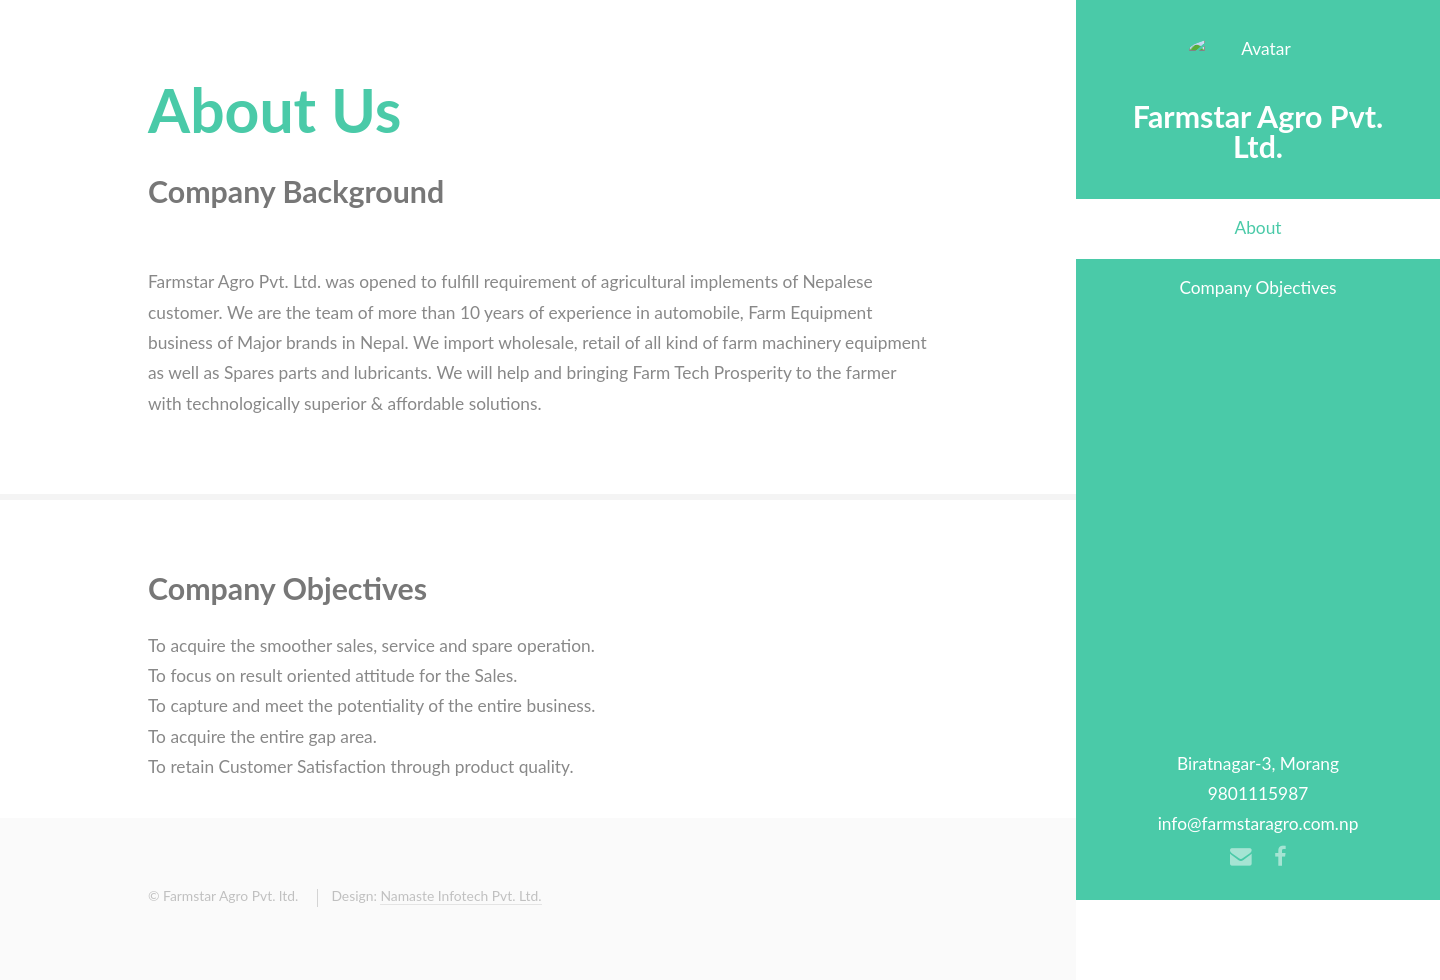 About Us
Company Background
Farmstar Agro Pvt. Ltd. was opened to fulfill requirement of agricultural implements of Nepalese
customer. We are the team of more than 10 years of experience in automobile, Farm Equipment
business of Major brands in Nepal. We import wholesale, retail of all kind of farm machinery equipment
as well as Spares parts and lubricants. We will help and bringing Farm Tech Prosperity to the farmer
with technologically superior & affordable solutions.
Company Objectives
To acquire the smoother sales, service and spare operation.
To focus on result oriented attitude for the Sales.
To capture and meet the potentiality of the entire business.
To acquire the entire gap area.
To retain Customer Satisfaction through product quality.
© Farmstar Agro Pvt. ltd.
Design: Namaste Infotech Pvt. Ltd.
Avatar
Farmstar Agro Pvt.
Ltd.
About
Company Objectives
Biratnagar-3, Morang
9801115987
info@farmstaragro.com.np